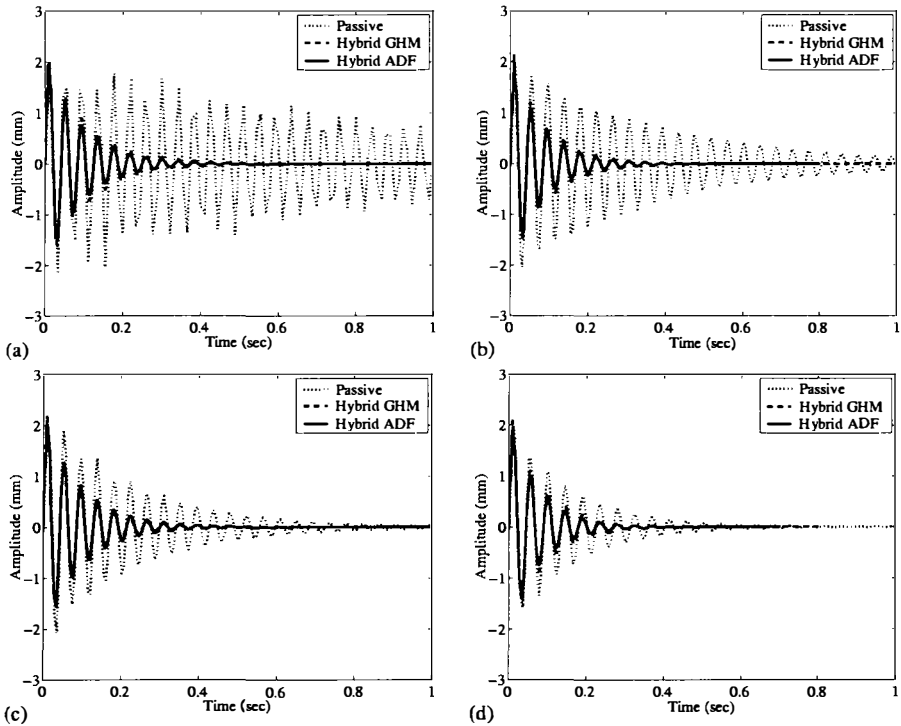 3
2
1
0
−1
−2
−3
Amplitude (mm)
Passive
Hybrid GHM
Hybrid ADF
0
0.2
0.4
0.6
0.8
1
Time (sec)
(a)
3
2
1
0
−1
−2
−3
Amplitude (mm)
Passive
Hybrid GHM
Hybrid ADF
0
0.2
0.4
0.6
0.8
1
Time (sec)
(b)
3
2
1
0
−1
−2
−3
Amplitude (mm)
Passive
Hybrid GHM
Hybrid ADF
0
0.2
0.4
0.6
0.8
1
Time (sec)
(c)
3
2
1
0
−1
−2
−3
Amplitude (mm)
Passive
Hybrid GHM
Hybrid ADF
0
0.2
0.4
0.6
0.8
1
Time (sec)
(d)